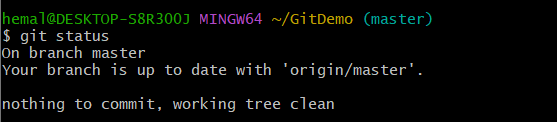 hemal@DESKTOP-S8R3OOJ MINGW64 ~/GitDemo (master)
$ git status
On branch master
Your branch is up to date with 'origin/master'.
nothing to commit, working tree clean